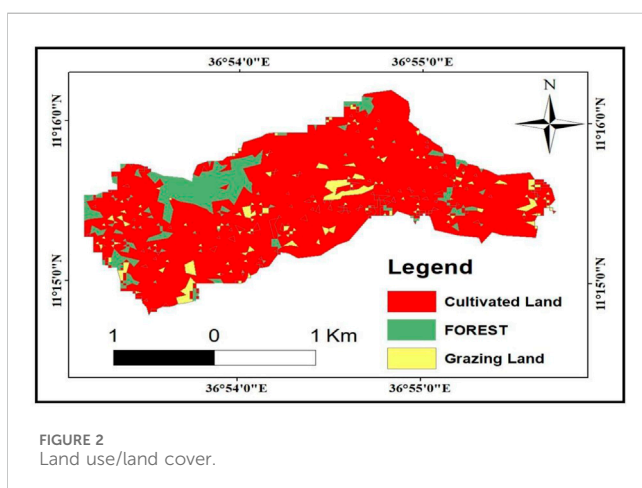 36°54'0"E 36°55'0"E
N
11°16'0"N 11°16'0"N
11°15'0"N 11°15'0"N
Legend
Cultivated Land
FOREST
Grazing Land
1 0 1 Km
36°54'0"E 36°55'0"E
FIGURE 2
Land use/land cover.